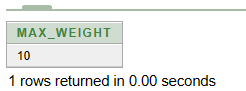 MAX_WEIGHT
10
1 rows returned in 0.00 seconds